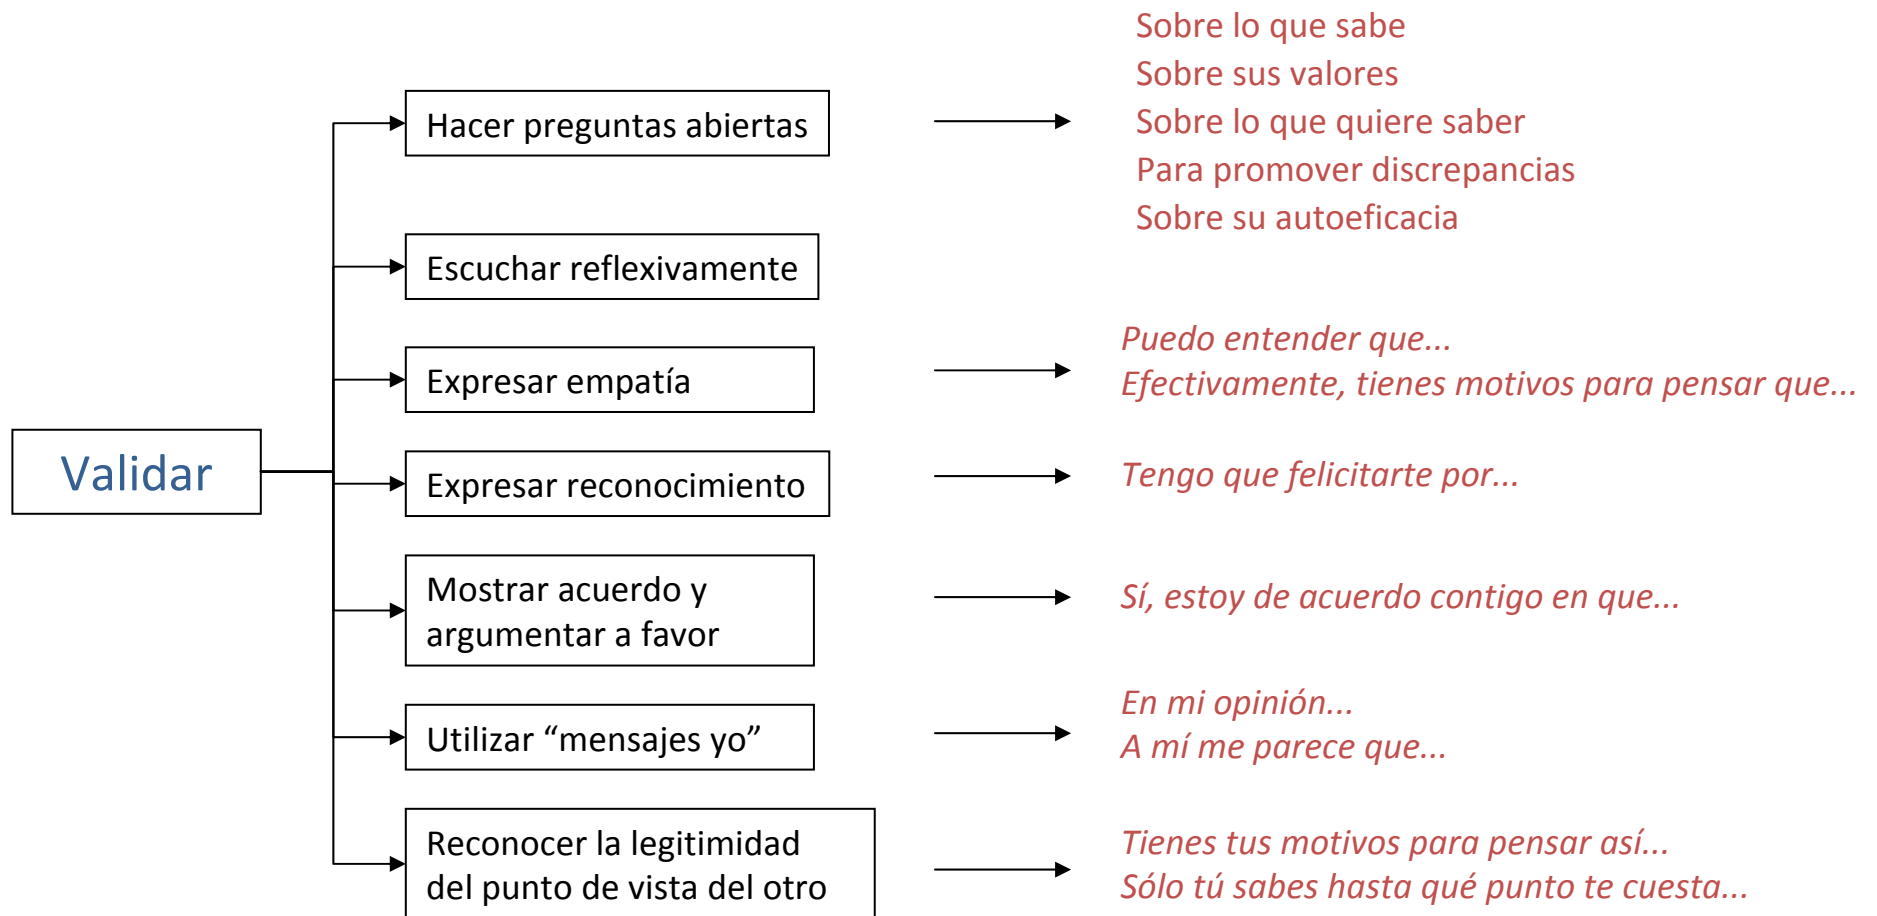 Sobre lo que sabe
Sobre sus valores
Hacer preguntas abiertas
Sobre lo que quiere saber
Para promover discrepancias
Sobre su autoeficacia
Escuchar reflexivamente
Expresar empatía
Puedo entender que...
Efectivamente, tienes motivos para pensar que...
Validar
Expresar reconocimiento
Tengo que felicitarte por...
Mostrar acuerdo y
argumentar a favor
Sí, estoy de acuerdo contigo en que...
Utilizar “mensajes yo”
En mi opinión...
A mí me parece que...
Reconocer la legitimidad
del punto de vista del otro
Tienes tus motivos para pensar así...
Sólo tú sabes hasta qué punto te cuesta...